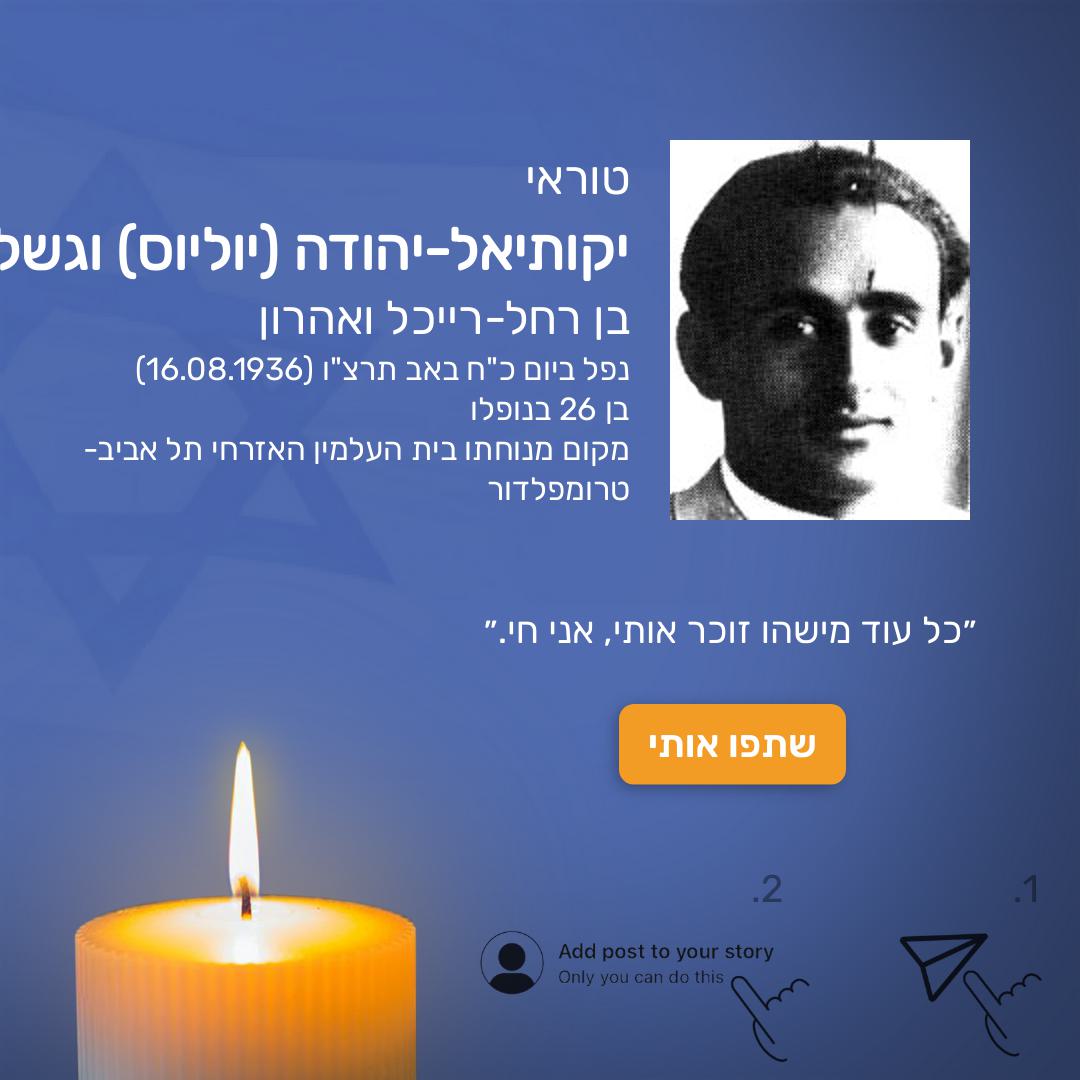 טוראי
יקותיאל-יהודה (יוליוס) וגשל
בן רחל-רייכל ואהרון
נפל ביום כ"ח באב תרצ"ו (16.08.1936)
בן 26 בנופלו
מקום מנוחתו בית העלמין האזרחי תל אביב-
טרומפלדור
״כל עוד מישהו זוכר אותי, אני חי.״
שתפו אותי
.1
.2
Add post to your story
Only you can do this